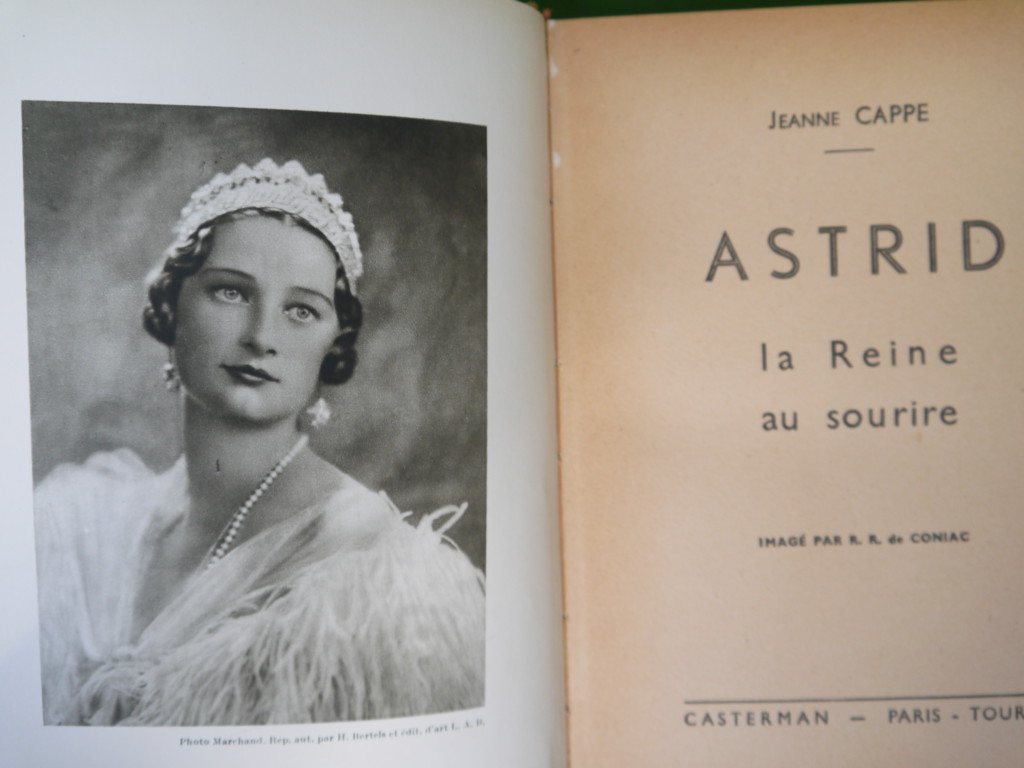 Photo Marchand. Rep. aut. par H. Bertels et édit. d'art L. A. B.
JEANNE CAPPE
ASTRID
la Reine
au sourire
IMAGÉ PAR R. R. de CONIAC
CASTERMAN — PARIS - TOUR